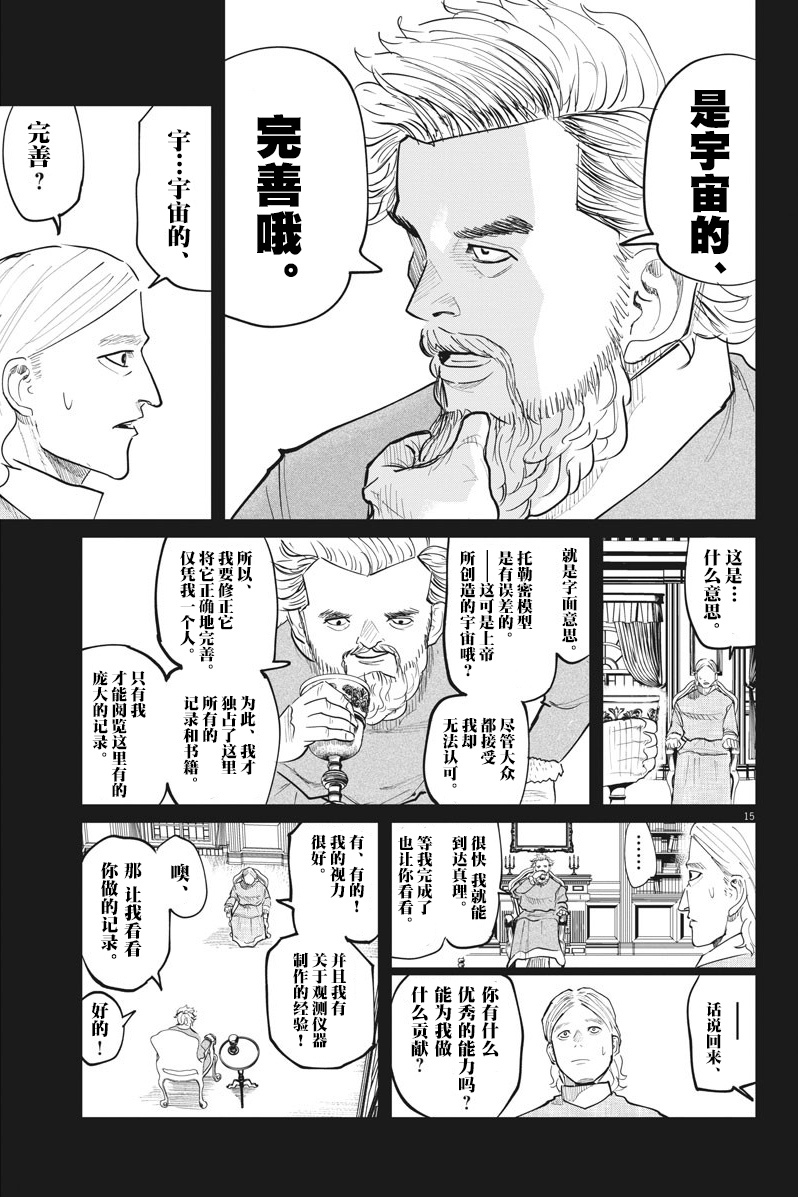 是宇宙的、
完善哦。
宇…宇宙的、
完善？
这是…
什么意思。
就是字面意思。
托勒密模型
是有误差的。
——这可是上帝
所创造的宇宙哦？
尽管大众
都接受
我却
无法认可。
所以、
我要修正它
将它正确地完善。
仅凭我一个人。
为此、我才
独占了这里
所有的
记录和书籍。
只有我
才能阅览这里有的
庞大的记录。
15
……
很快 我就能
到达真理。
等我完成了
也让你看看。
——
话说回来、
你有什么
优秀的能力吗？
能为我做
什么贡献？
有、有的！
我的视力
很好。
并且我有
关于观测仪器
制作的经验！
噢、
那 让我看看
你做的记录。
好的！